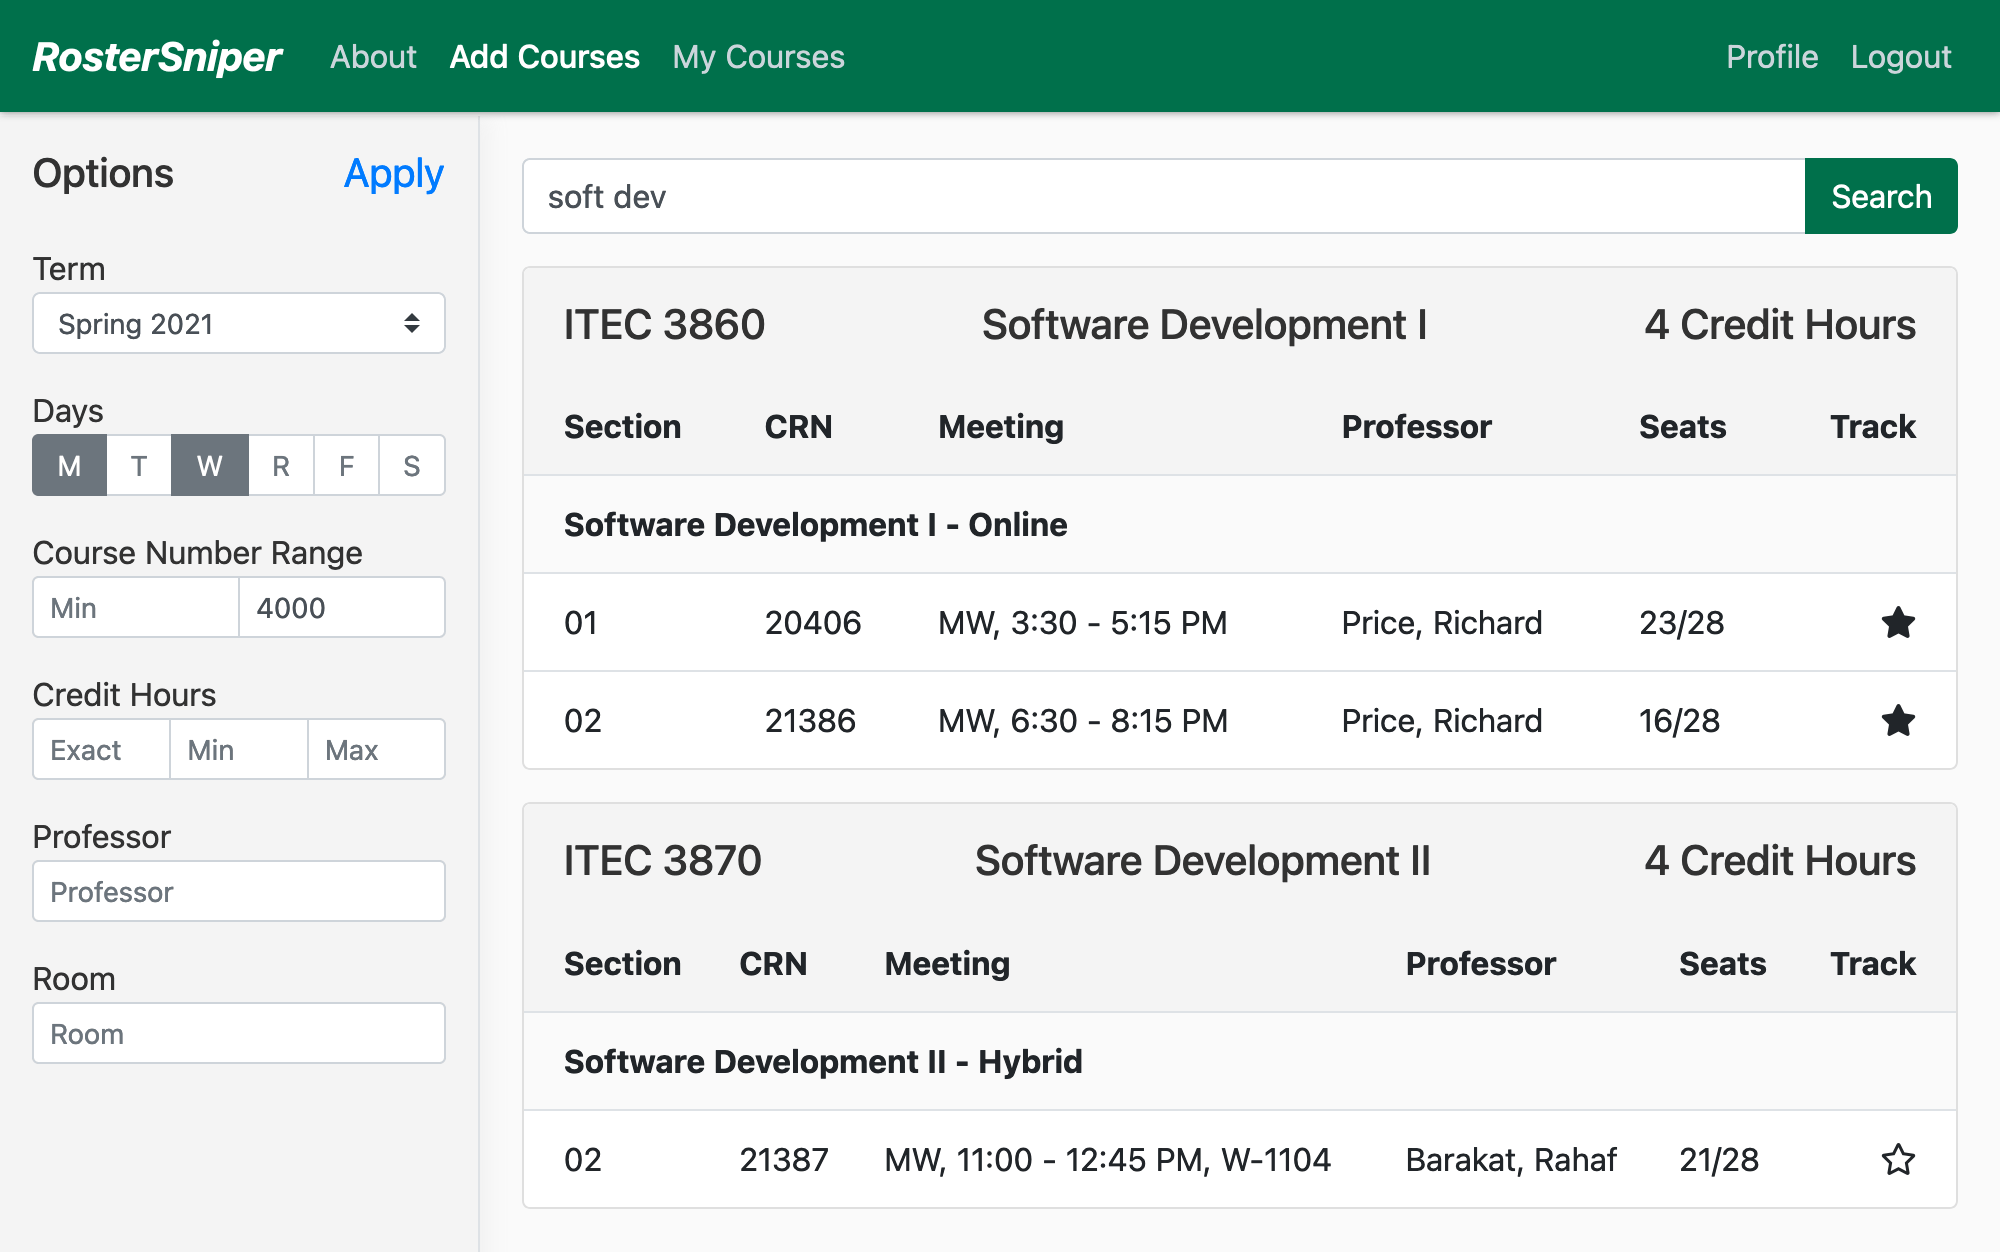 RosterSniper About Add Courses My Courses Profile Logout
Options Apply
Term
Spring 2021
Days
M T W R F S
Course Number Range
Min 4000
Credit Hours
Exact Min Max
Professor
Professor
Room
Room
soft dev Search
ITEC 3860 Software Development I 4 Credit Hours
Section CRN Meeting Professor Seats Track
Software Development I - Online
01 20406 MW, 3:30 - 5:15 PM Price, Richard 23/28
02 21386 MW, 6:30 - 8:15 PM Price, Richard 16/28
ITEC 3870 Software Development II 4 Credit Hours
Section CRN Meeting Professor Seats Track
Software Development II - Hybrid
02 21387 MW, 11:00 - 12:45 PM, W-1104 Barakat, Rahaf 21/28